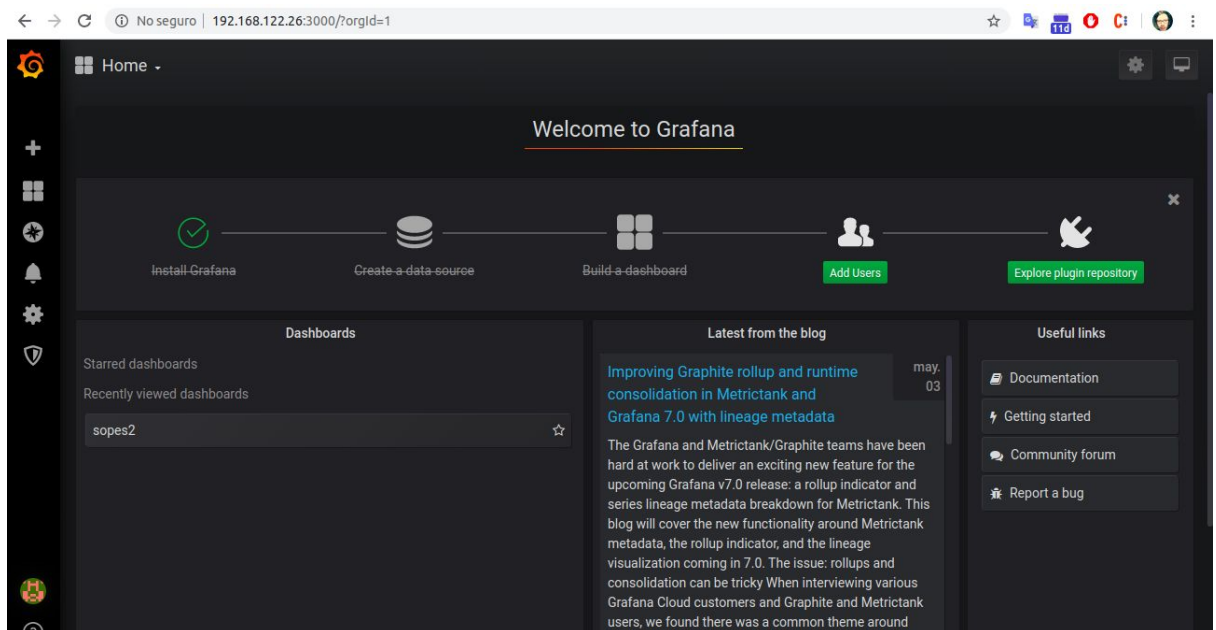 No seguro
192.168.122.26:3000/?orgId=1
11d
Home
Welcome to Grafana
Install Grafana
Create a data source
Build a dashboard
Add Users
Explore plugin repository
Dashboards
Starred dashboards
Recently viewed dashboards
sopes2
Latest from the blog
Improving Graphite rollup and runtime
consolidation in Metrictank and
Grafana 7.0 with lineage metadata
may.
03
The Grafana and Metrictank/Graphite teams have been
hard at work to deliver an exciting new feature for the
upcoming Grafana v7.0 release: a rollup indicator and
series lineage metadata breakdown for Metrictank. This
blog will cover the new functionality around Metrictank
metadata, the rollup indicator, and the lineage
visualization coming in 7.0. The issue: rollups and
consolidation can be tricky When interviewing various
Grafana Cloud customers and Graphite and Metrictank
users, we found there was a common theme around
Useful links
Documentation
Getting started
Community forum
Report a bug